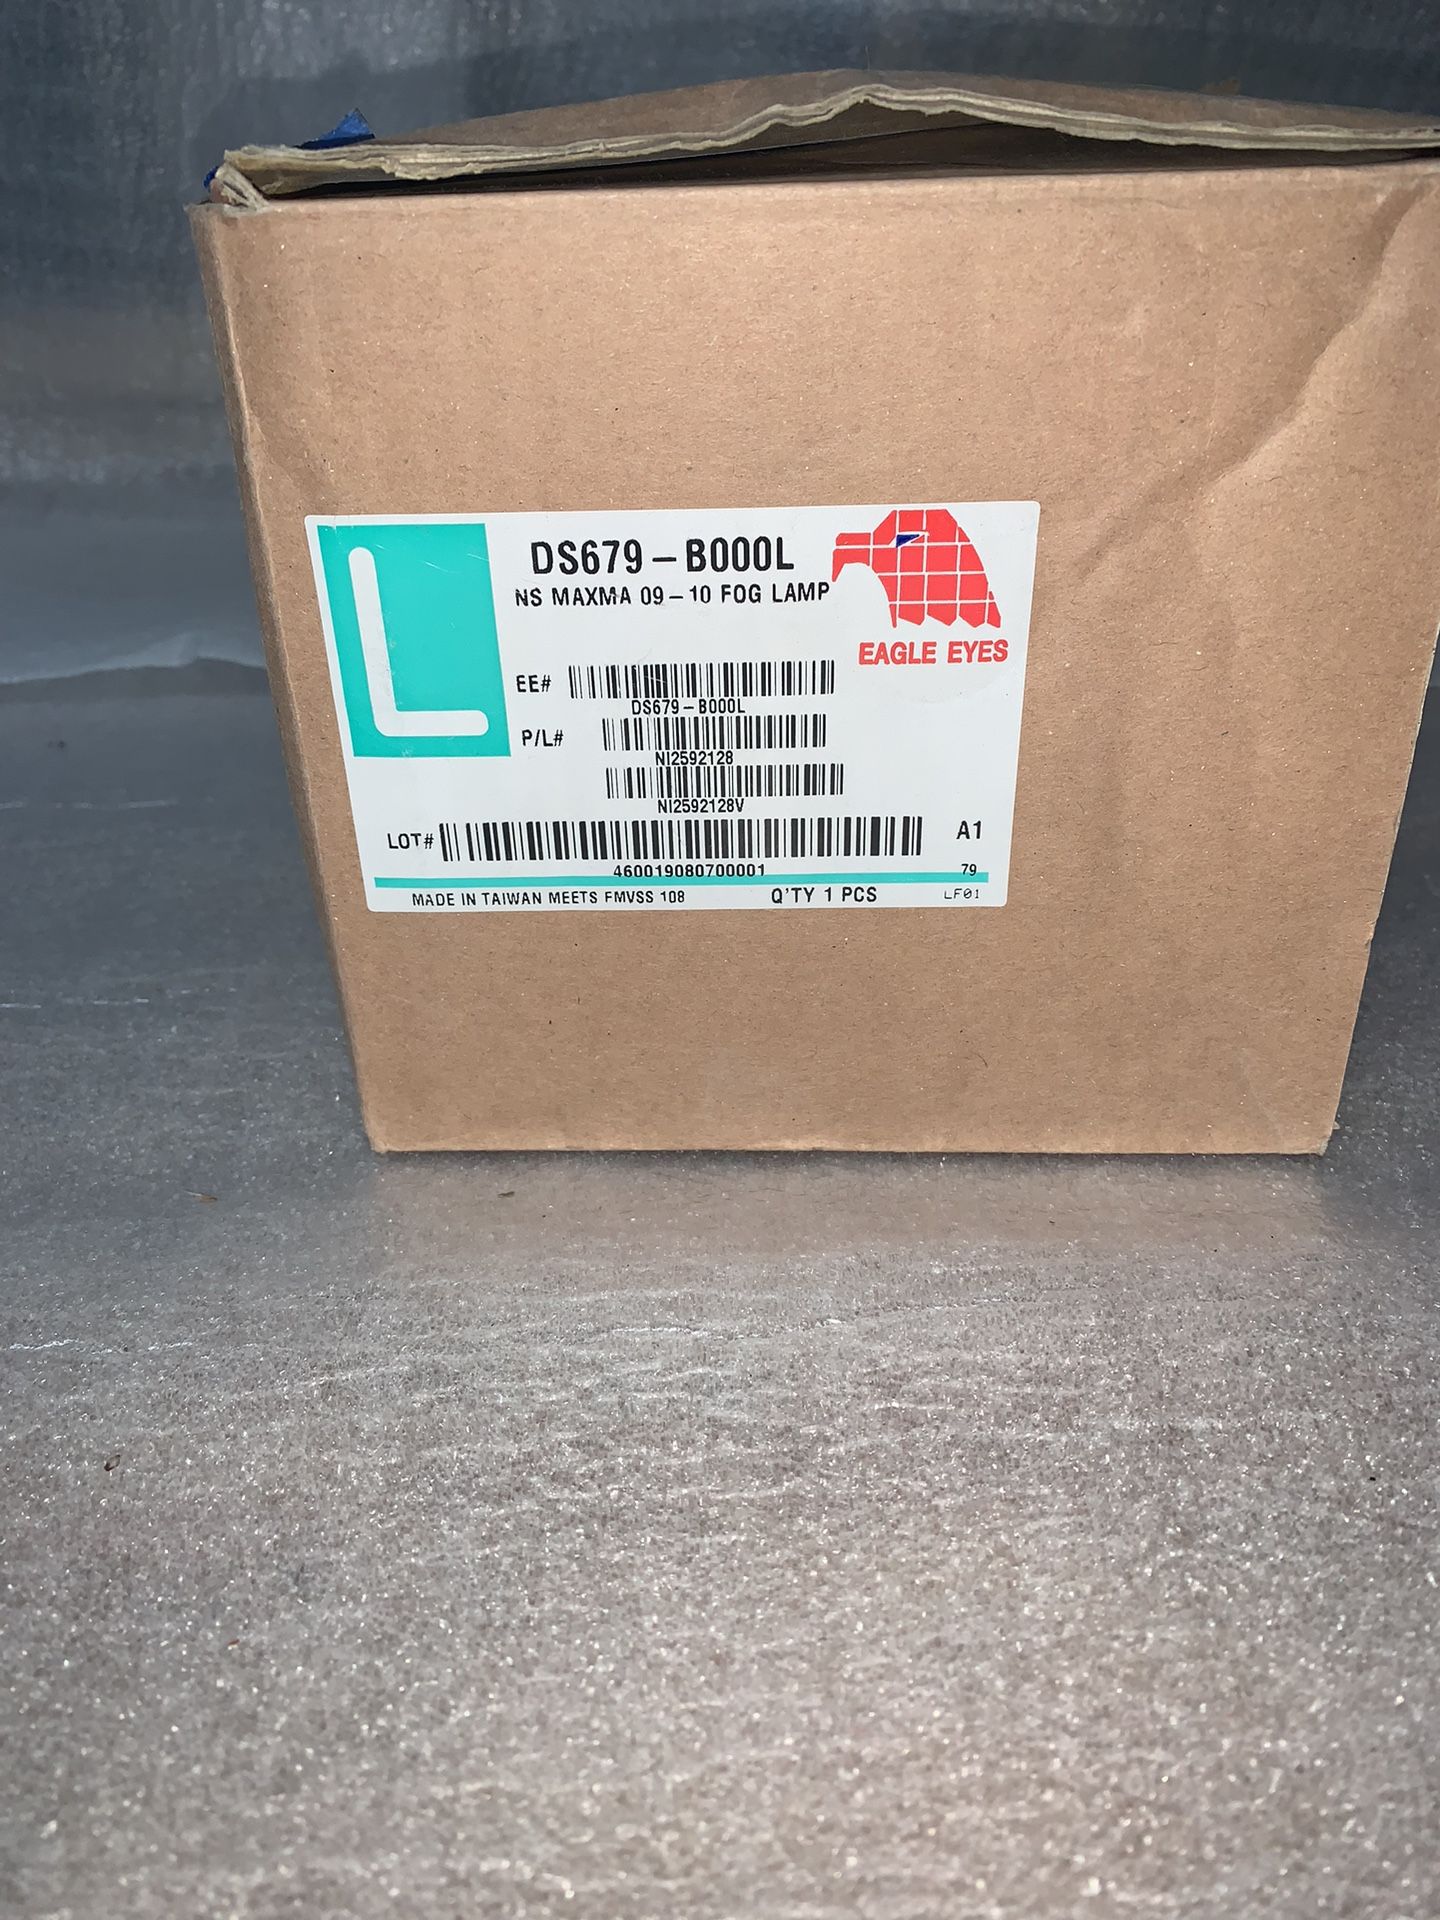 L
DS679-B000L
NS MAXMA 09-10 FOG LAMP
EAGLE EYES
EE#
DS679-B000L
P/L#
NI2592128
NI2592128V
LOT#
A1
460019080700001
79
MADE IN TAIWAN MEETS FMVSS 108
Q'TY 1 PCS
LF01